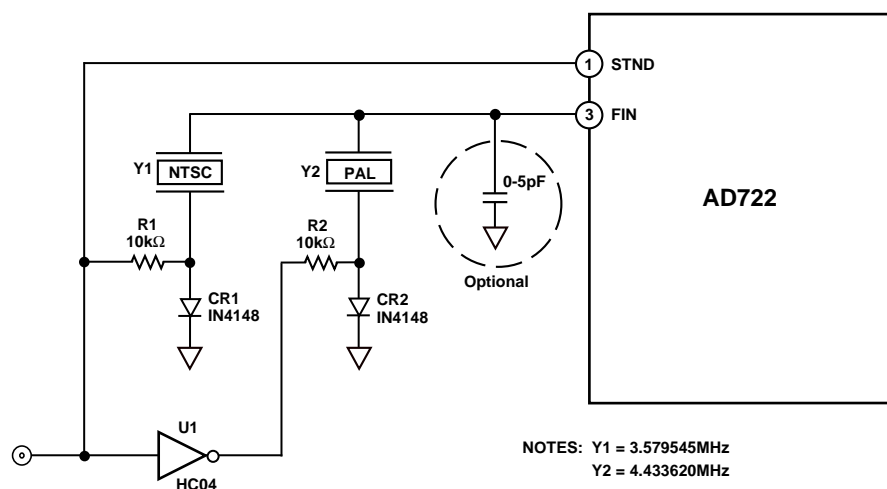 1 STND
3 FIN
Y1 NTSC
Y2 PAL
0-5pF
AD722
R1
10kΩ
R2
10kΩ
Optional
CR1
IN4148
CR2
IN4148
U1
HC04
NOTES: Y1 = 3.579545MHz
Y2 = 4.433620MHz